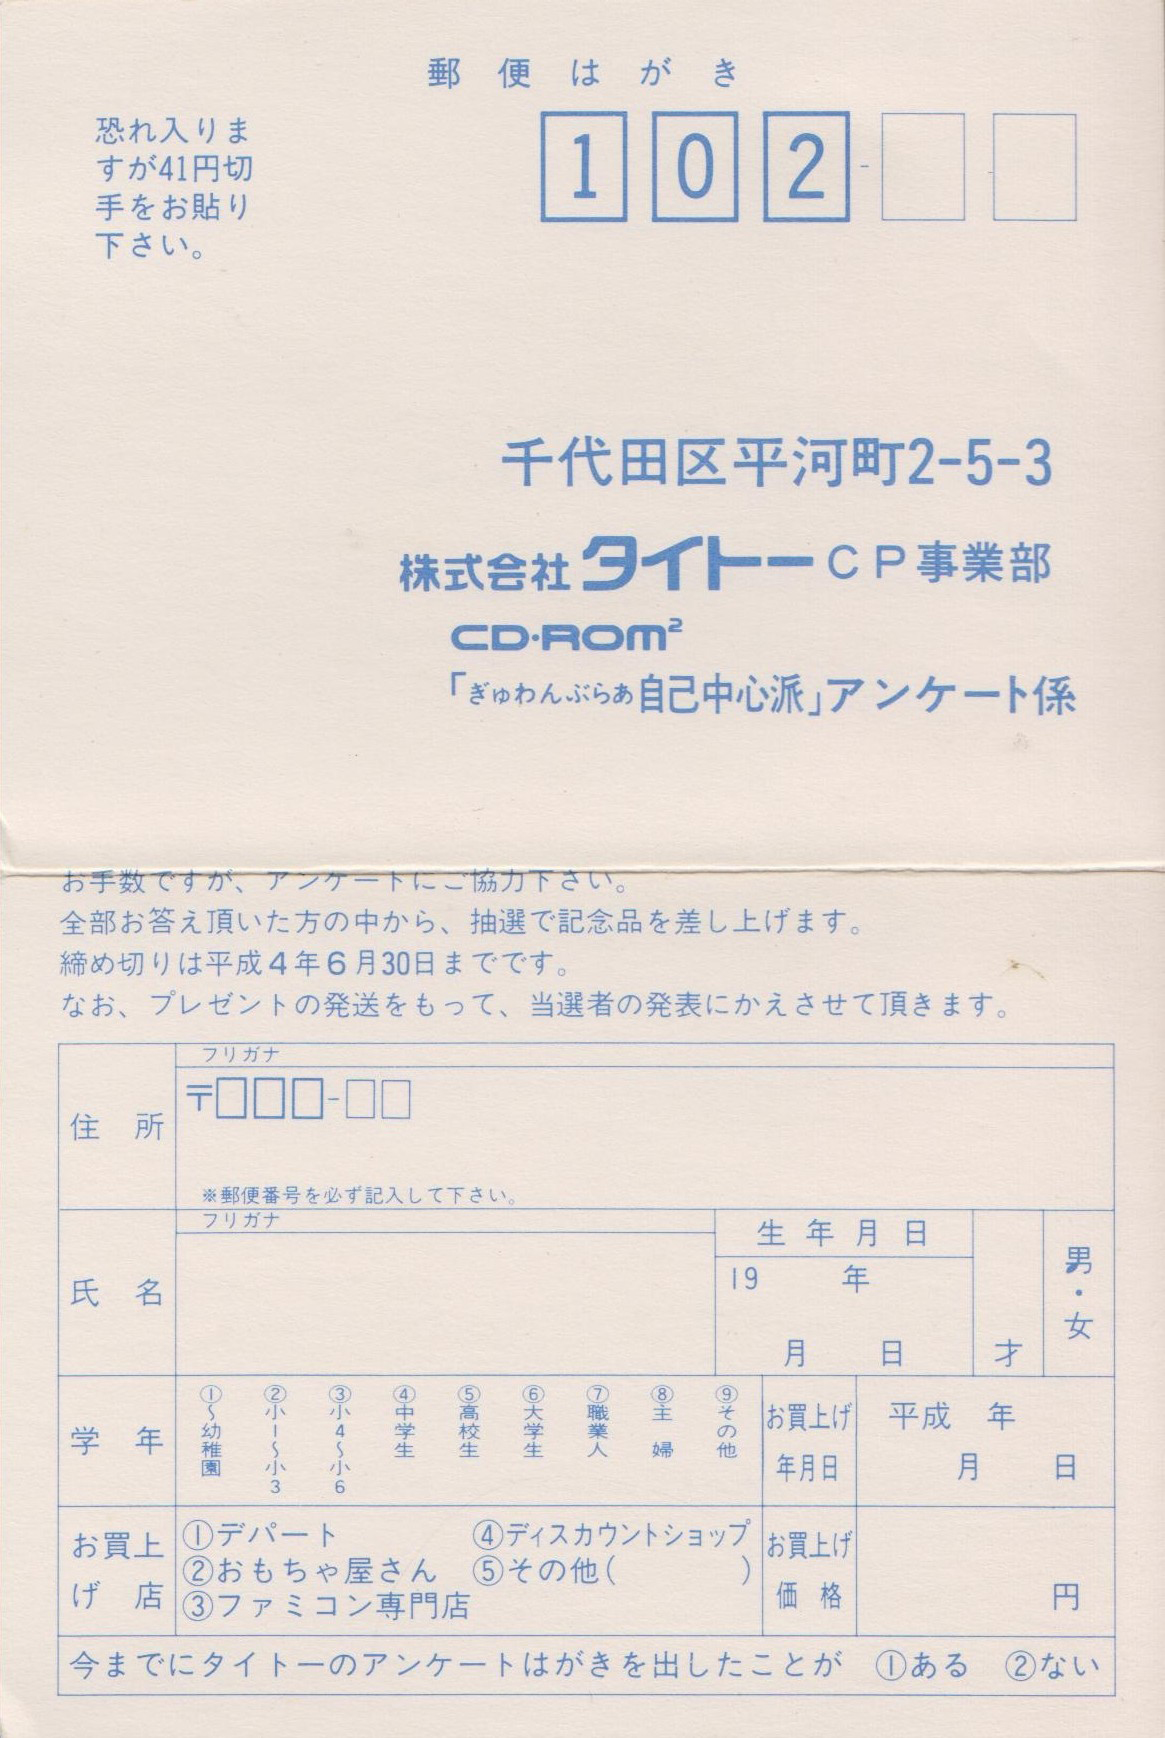 郵便はがき
恐れ入りま
すが41円切
手をお貼り
下さい。
102-
千代田区平河町2-5-3
株式会社タイトーCP事業部
CD・ROM²
「ぎゅわんぶらあ自己中心派」アンケート係
お手数ですが、アンケートにご協力下さい。
全部お答え頂いた方の中から、抽選で記念品を差し上げます。
締め切りは平成4年6月30日までです。
なお、プレゼントの発送をもって、当選者の発表にかえさせて頂きます。
住所
フリガナ
〒□□□-□□
※郵便番号を必ず記入して下さい。
氏名
フリガナ
生年月日
19 年
月 日
才
男・女
学年
①〜幼稚園
②小1〜小3
③小4〜小6
④中学生
⑤高校生
⑥大学生
⑦職業人
⑧主婦
⑨その他
お買上げ
年月日
平成 年
月 日
お買上
げ店
①デパート
②おもちゃ屋さん
③ファミコン専門店
④ディスカウントショップ
⑤その他( )
お買上げ
価格
円
今までにタイトーのアンケートはがきを出したことが ①ある ②ない